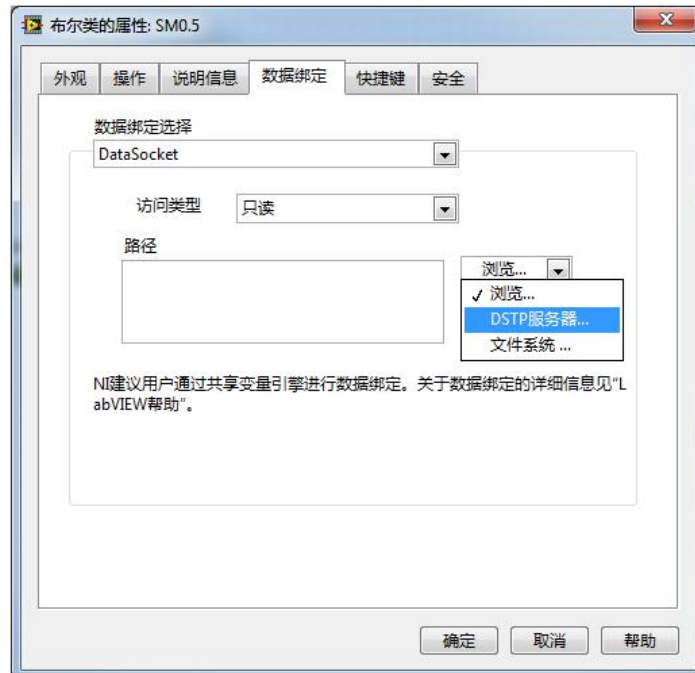 布尔类的属性: SM0.5
外观 操作 说明信息 数据绑定 快捷键 安全
数据绑定选择
DataSocket
访问类型 只读
路径
浏览...
✓ 浏览...
DSTP服务器...
文件系统 ...
NI建议用户通过共享变量引擎进行数据绑定。关于数据绑定的详细信息见“L
abVIEW帮助”。
确定 取消 帮助